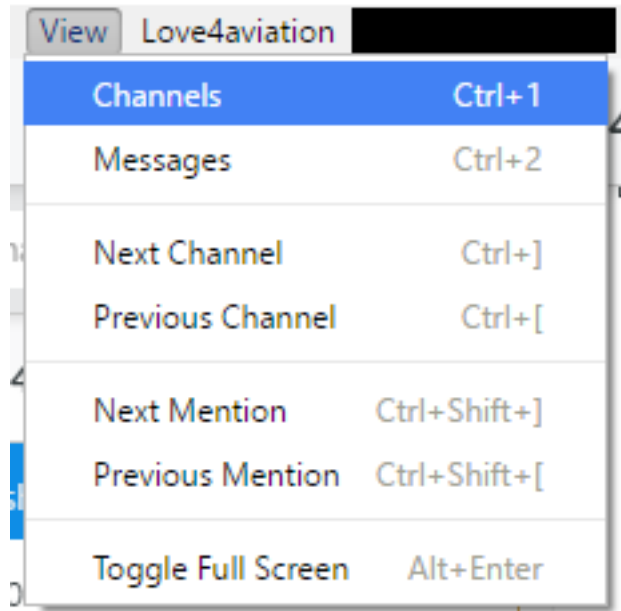 View Love4aviation
Channels Ctrl+1
Messages Ctrl+2
Next Channel Ctrl+]
Previous Channel Ctrl+[
Next Mention Ctrl+Shift+]
Previous Mention Ctrl+Shift+[
Toggle Full Screen Alt+Enter